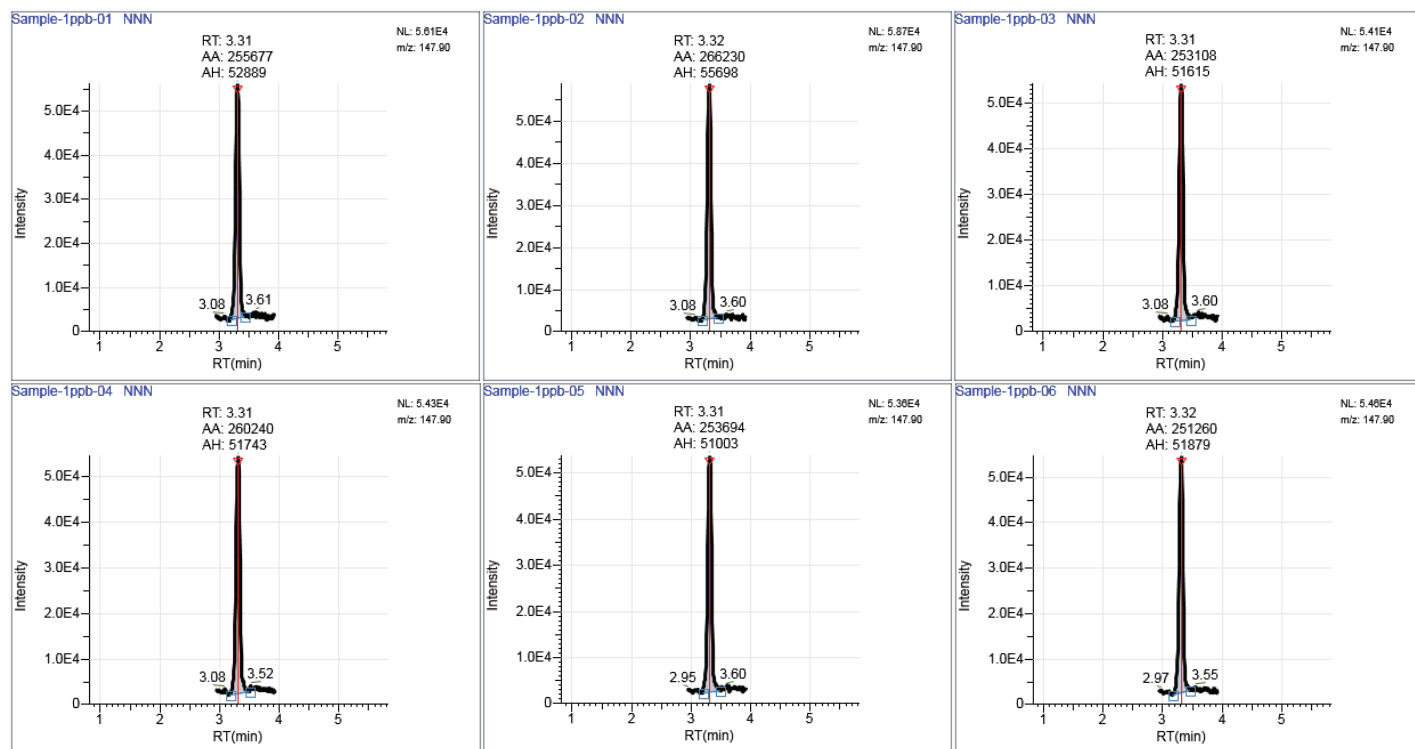 Sample-1ppb-01 NNN
NL: 5.61E4
m/z: 147.90
RT: 3.31
AA: 255677
AH: 52889
5.0E4
4.0E4
3.0E4
2.0E4
1.0E4
0
Intensity
3.08
3.61
1 2 3 4 5
RT(min)
Sample-1ppb-02 NNN
NL: 5.87E4
m/z: 147.90
RT: 3.32
AA: 266230
AH: 55698
5.0E4
4.0E4
3.0E4
2.0E4
1.0E4
0
Intensity
3.08
3.60
1 2 3 4 5
RT(min)
Sample-1ppb-03 NNN
NL: 5.41E4
m/z: 147.90
RT: 3.31
AA: 253108
AH: 51615
5.0E4
4.0E4
3.0E4
2.0E4
1.0E4
0
Intensity
3.08
3.60
1 2 3 4 5
RT(min)
Sample-1ppb-04 NNN
NL: 5.43E4
m/z: 147.90
RT: 3.31
AA: 260240
AH: 51743
5.0E4
4.0E4
3.0E4
2.0E4
1.0E4
0
Intensity
3.08
3.52
1 2 3 4 5
RT(min)
Sample-1ppb-05 NNN
NL: 5.36E4
m/z: 147.90
RT: 3.31
AA: 253694
AH: 51003
5.0E4
4.0E4
3.0E4
2.0E4
1.0E4
0
Intensity
2.95
3.60
1 2 3 4 5
RT(min)
Sample-1ppb-06 NNN
NL: 5.46E4
m/z: 147.90
RT: 3.32
AA: 251260
AH: 51879
5.0E4
4.0E4
3.0E4
2.0E4
1.0E4
0
Intensity
2.97
3.55
1 2 3 4 5
RT(min)